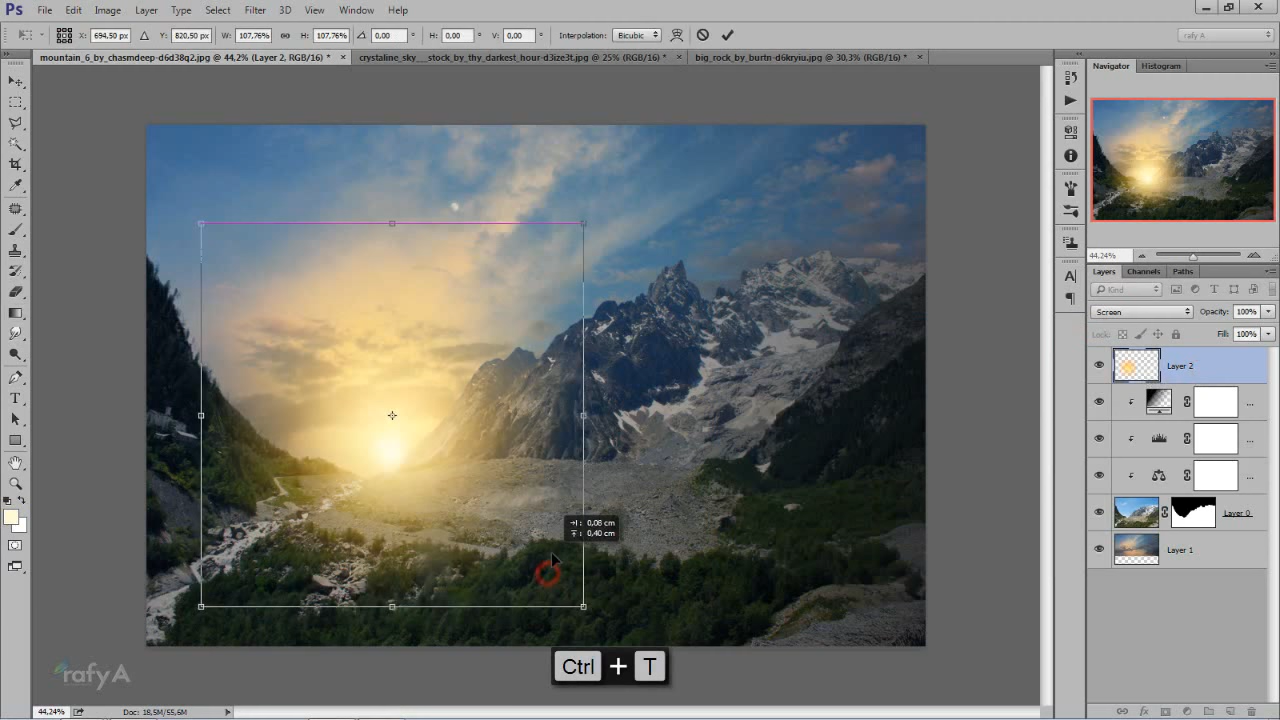 Ps File Edit Image Layer Type Select Filter 3D View Window Help
X: 694,50 px Y: 820,50 px W: 107,76% H: 107,76% 0,00 ° H: 0,00 ° V: 0,00 ° Interpolation: Bicubic rafy A
mountain_6_by_chasmdeep-d6d38q2.jpg @ 44,2% (Layer 2, RGB/16) * × crystaline_sky___stock_by_thy_darkest_hour-d3ize3t.jpg @ 25% (RGB/16) * × big_rock_by_burtn-d6kryiu.jpg @ 30,3% (RGB/16) * ×
Navigator Histogram
44,24%
Layers Channels Paths
Kind
Screen Opacity: 100%
Lock: Fill: 100%
Layer 2
...
...
...
Layer 0
Layer 1
0,08 cm
0,40 cm
Ctrl + T
rafy A
44,24% Doc: 18,5M/55,6M